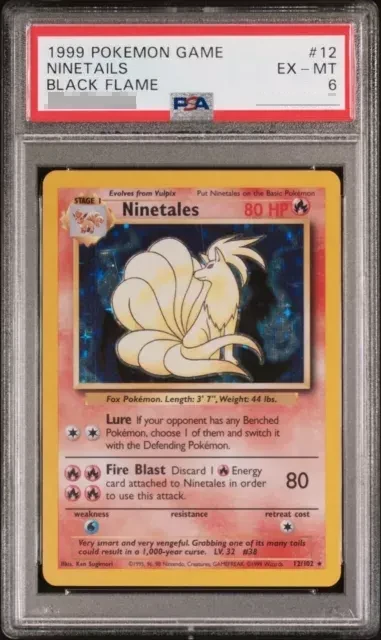 1999 POKEMON GAME #12
NINETAILS EX - MT
BLACK FLAME 6
PSA
Evolves from Vulpix Put Ninetales on the Basic Pokémon
STAGE 1
Ninetales 80 HP
Fox Pokémon. Length: 3' 7", Weight: 44 lbs.
Lure If your opponent has any Benched
Pokémon, choose 1 of them and switch it
with the Defending Pokémon.
Fire Blast Discard 1 Energy
card attached to Ninetales in order
to use this attack.
80
weakness resistance retreat cost
Very smart and very vengeful. Grabbing one of its many tails
could result in a 1,000-year curse. LV. 32 #38
Illus. Ken Sugimori 12/102 ★